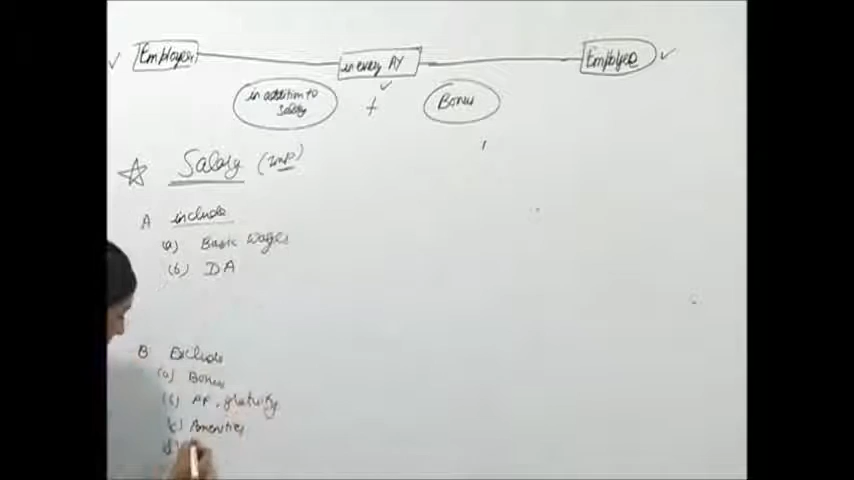 Employer in every AY Employee
in addition to + Bonus
Salary
Salary (Imp)
A include
(a) Basic Wages
(b) DA
B Exclude
(a) Bonus
(b) PF, gratuity
(c) Amenities
(d)